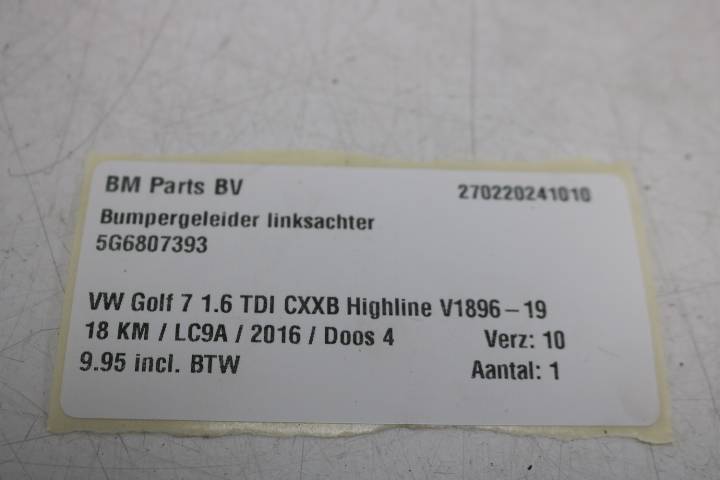 BM Parts BV 270220241010
Bumpergeleider linksachter
5G6807393
VW Golf 7 1.6 TDI CXXB Highline V1896-19
18 KM / LC9A / 2016 / Doos 4 Verz: 10
9.95 incl. BTW Aantal: 1